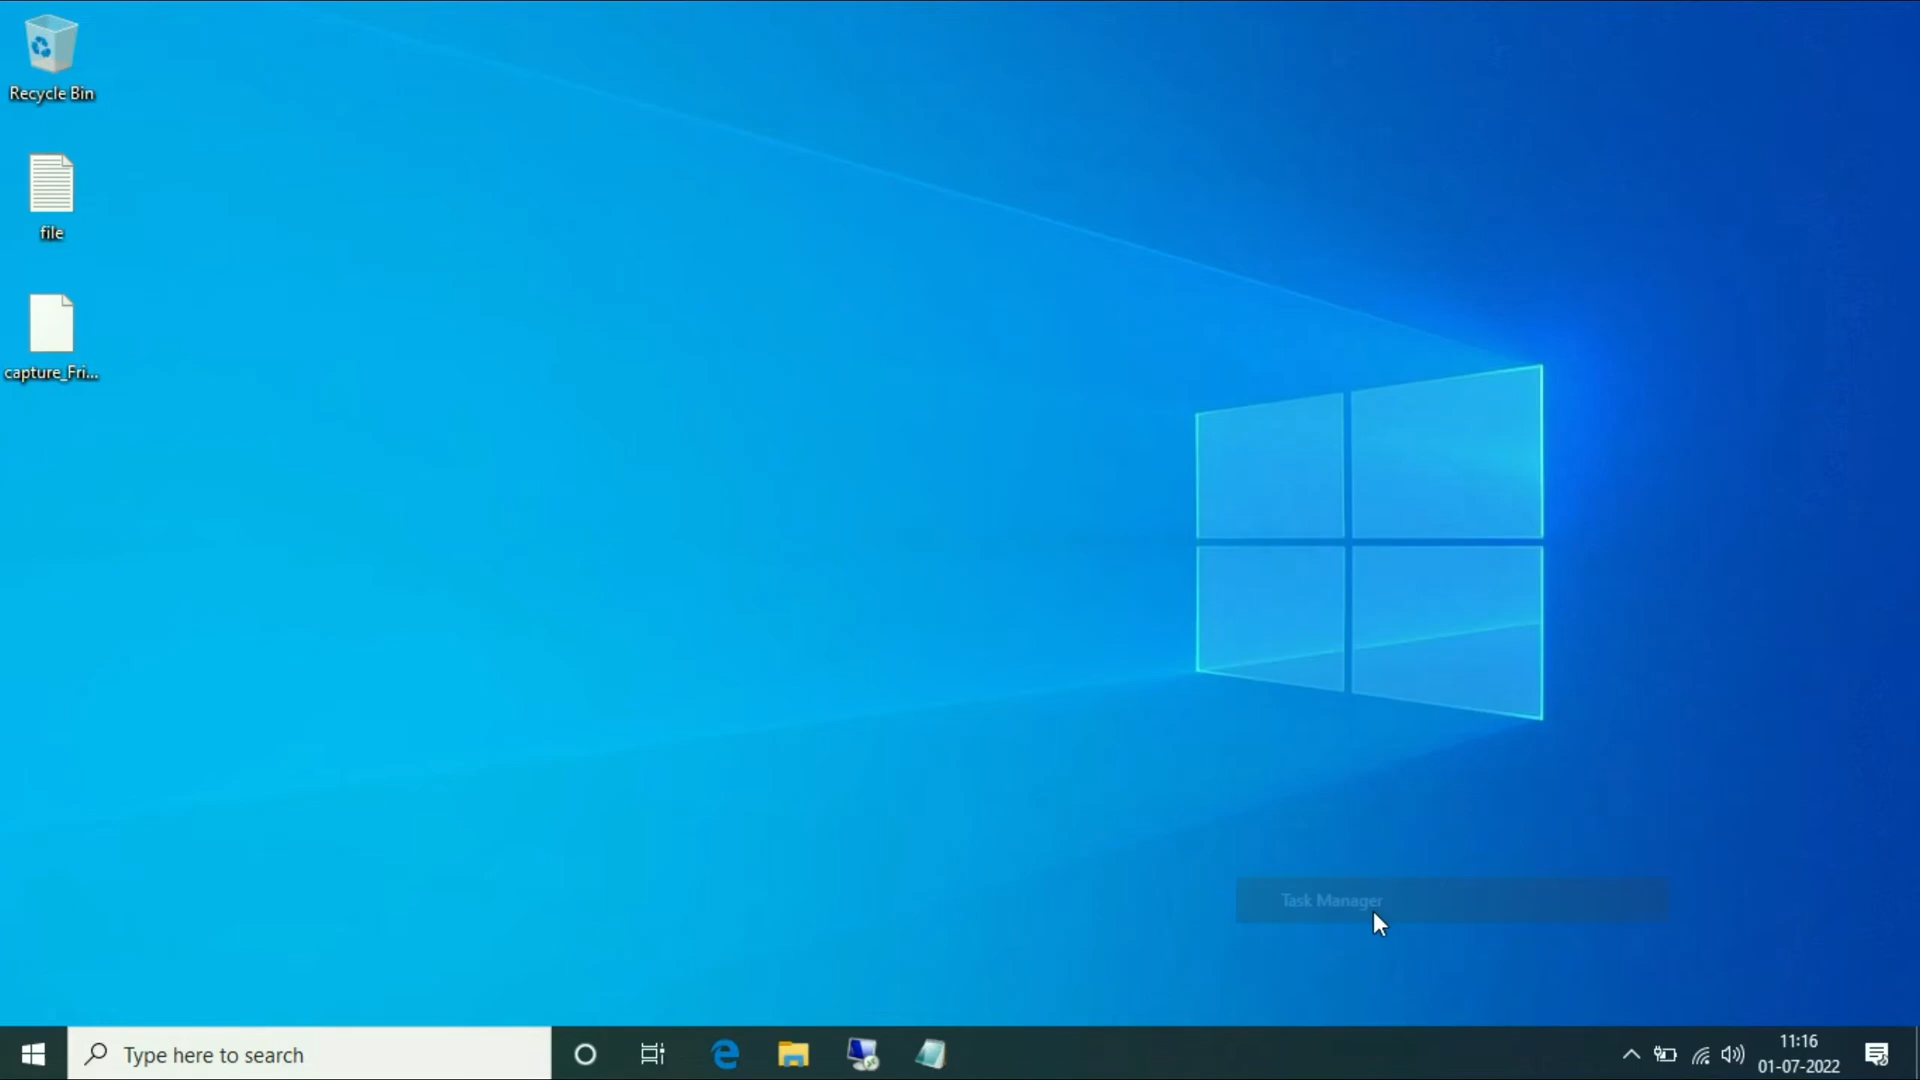 Recycle Bin
file
capture_Fri...
Task Manager
Type here to search
11:16
01-07-2022